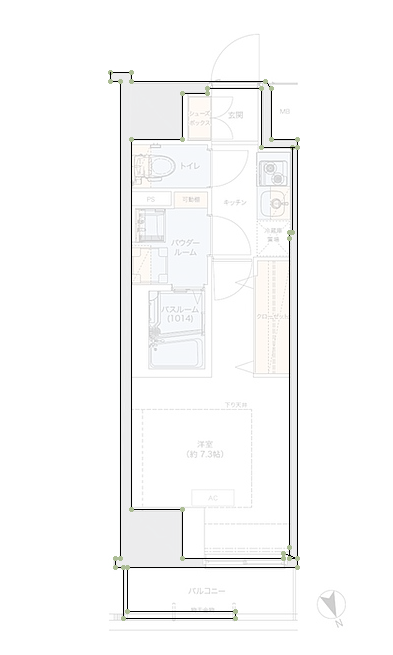 シューズ
ボックス
玄関
MB
トイレ
PS
可動棚
キッチン
冷蔵庫
置場
パウダー
ルーム
バスルーム
(1014)
クローゼット
下り天井
洋室
(約 7.3帖)
AC
バルコニー
N